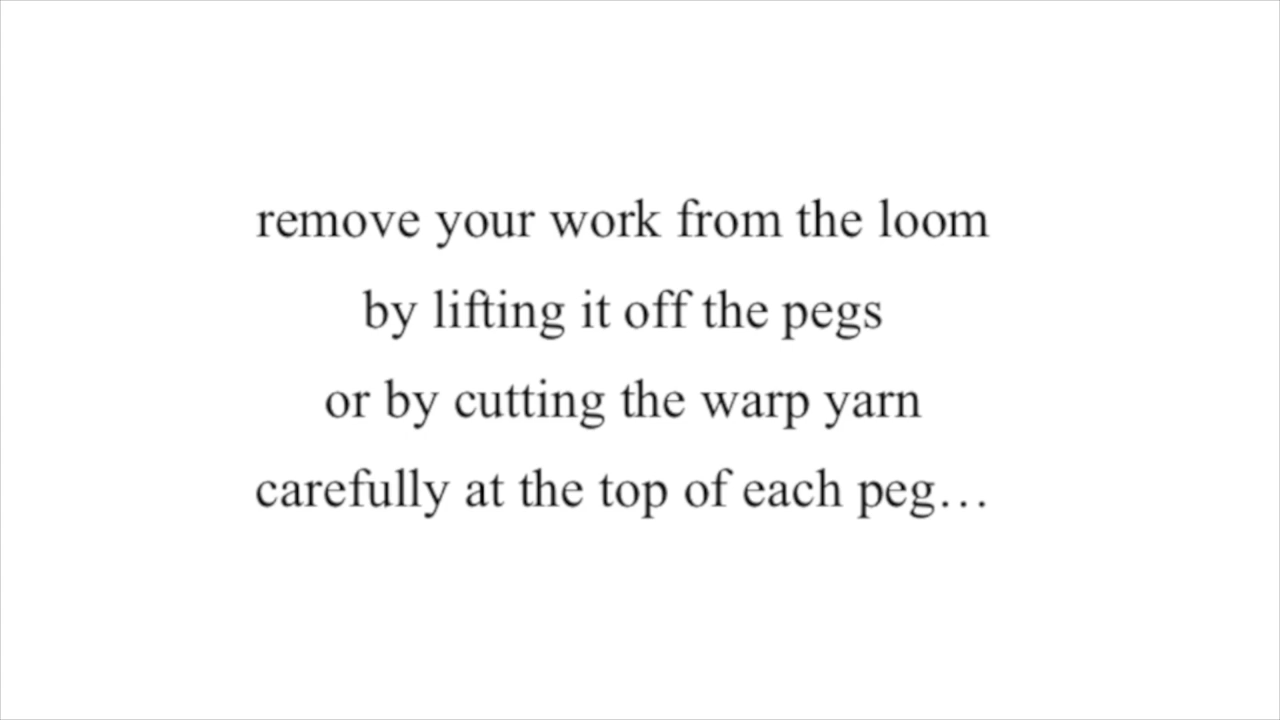 remove your work from the loom
by lifting it off the pegs
or by cutting the warp yarn
carefully at the top of each peg…